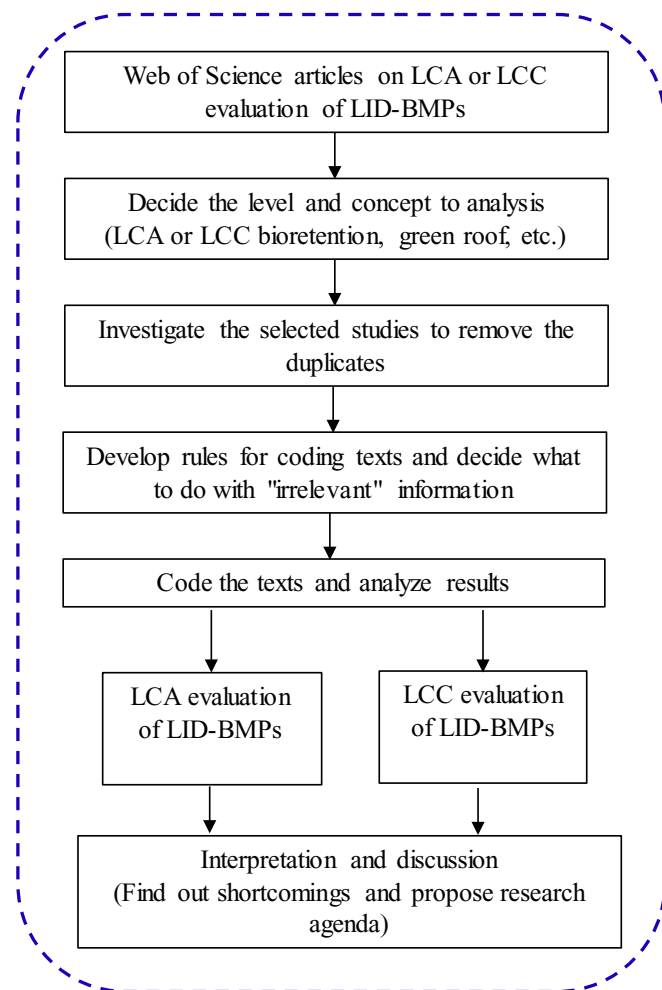 Web of Science articles on LCA or LCC
evaluation of LID-BMPs
Decide the level and concept to analysis
(LCA or LCC bioretention, green roof, etc.)
Investigate the selected studies to remove the
duplicates
Develop rules for coding texts and decide what
to do with "irrelevant" information
Code the texts and analyze results
LCA evaluation
of LID-BMPs
LCC evaluation
of LID-BMPs
Interpretation and discussion
(Find out shortcomings and propose research
agenda)